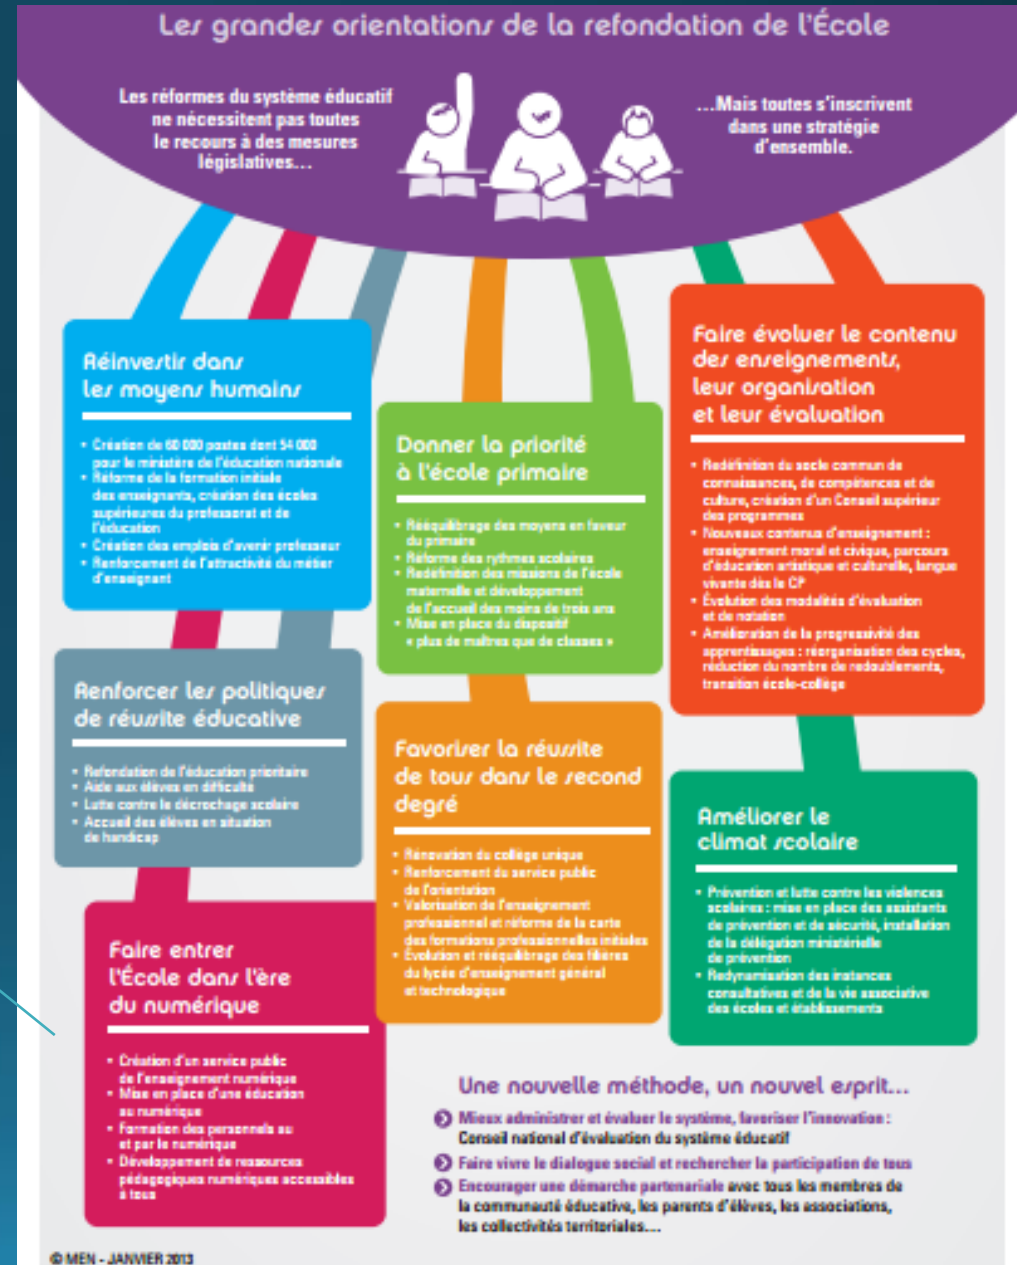 Les grandes orientations de la refondation de l'École
Les réformes du système éducatif
ne nécessitent pas toutes
le recours à des mesures
législatives…
…Mais toutes s'inscrivent
dans une stratégie
d'ensemble.
Réinvestir dans
les moyens humains
• Création de 60 000 postes dont 54 000
pour le ministère de l'éducation nationale
• Réforme de la formation initiale
des enseignants, création des écoles
supérieures du professorat et de
l'éducation
• Création des emplois d'avenir professeur
• Renforcement de l'attractivité du métier
d'enseignant
Renforcer les politiques
de réussite éducative
• Refondation de l'éducation prioritaire
• Aide aux élèves en difficulté
• Lutte contre le décrochage scolaire
• Accueil des élèves en situation
de handicap
Faire entrer
l'École dans l'ère
du numérique
• Création d'un service public
de l'enseignement numérique
• Mise en place d'une éducation
au numérique
• Formation des personnels au
et par le numérique
• Développement de ressources
pédagogiques numériques accessibles
à tous
Donner la priorité
à l'école primaire
• Rééquilibrage des moyens en faveur
du primaire
• Réforme des rythmes scolaires
• Redéfinition des missions de l'école
maternelle et développement
de l'accueil des moins de trois ans
• Mise en place du dispositif
« plus de maîtres que de classes »
Favoriser la réussite
de tous dans le second
degré
• Rénovation du collège unique
• Renforcement du service public
de l'orientation
• Valorisation de l'enseignement
professionnel et réforme de la carte
des formations professionnelles initiales
• Évolution et rééquilibrage des filières
du lycée d'enseignement général
et technologique
Faire évoluer le contenu
des enseignements,
leur organisation
et leur évaluation
• Redéfinition du socle commun de
connaissances, de compétences et de
culture, création d'un Conseil supérieur
des programmes
• Nouveaux contenus d'enseignement :
enseignement moral et civique, parcours
d'éducation artistique et culturelle, langue
vivante dès le CP
• Évolution des modalités d'évaluation
et de notation
• Amélioration de la progressivité des
apprentissages : réorganisation des cycles,
réduction du nombre de redoublements,
transition école-collège
Améliorer le
climat scolaire
• Prévention et lutte contre les violences
scolaires : mise en place des assistants
de prévention et de sécurité, installation
de la délégation ministérielle
de prévention
• Redynamisation des instances
consultatives et de la vie associative
des écoles et établissements
Une nouvelle méthode, un nouvel esprit…
Mieux administrer et évaluer le système, favoriser l'innovation :
Conseil national d'évaluation du système éducatif
Faire vivre le dialogue social et rechercher la participation de tous
Encourager une démarche partenariale avec tous les membres de
la communauté éducative, les parents d'élèves, les associations,
les collectivités territoriales…
© MEN - JANVIER 2013